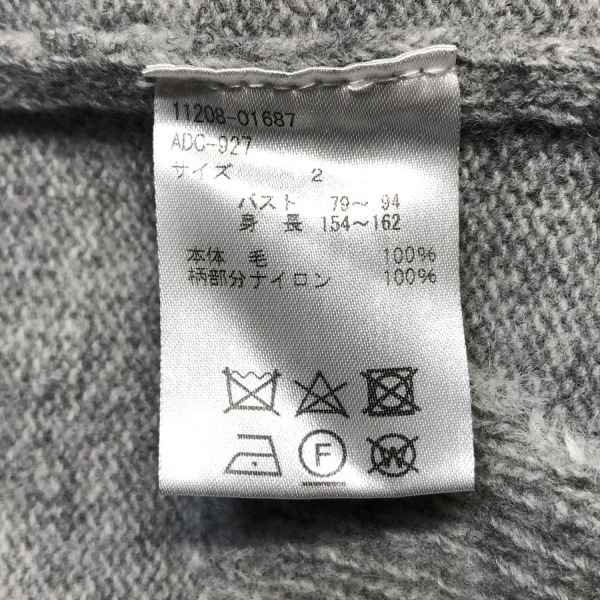 11208-01687
ADC-927
サイズ 2
バスト 79～ 94
身 長 154～162
本体 毛 100%
柄部分ナイロン 100%
F
W